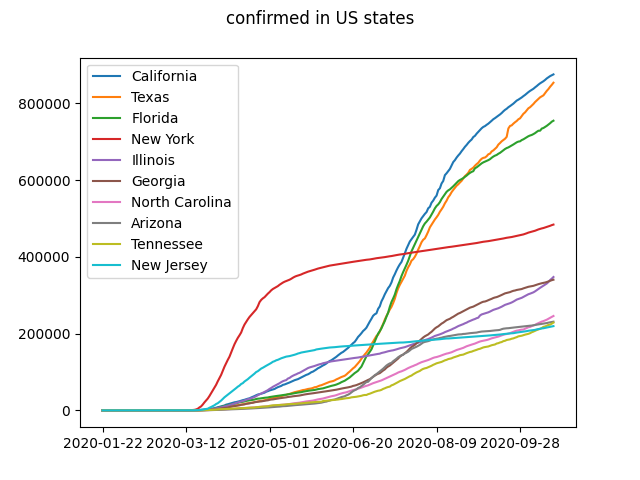 confirmed in US states
California
Texas
Florida
New York
Illinois
Georgia
North Carolina
Arizona
Tennessee
New Jersey
800000
600000
400000
200000
0
2020-01-22 2020-03-12 2020-05-01 2020-06-20 2020-08-09 2020-09-28